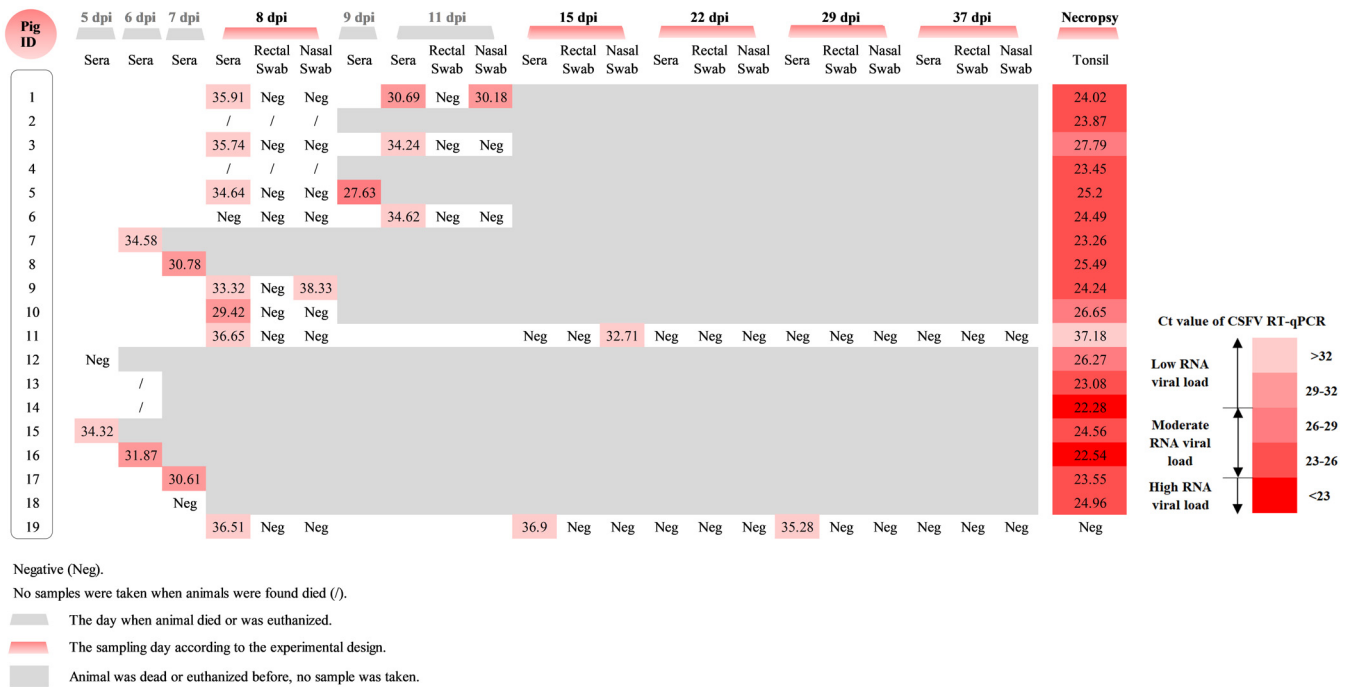 Pig ID 5 dpi 6 dpi 7 dpi 8 dpi 9 dpi 11 dpi 15 dpi 22 dpi 29 dpi 37 dpi Necropsy
Sera Sera Sera Sera Rectal Swab Nasal Swab Sera Sera Rectal Swab Nasal Swab Sera Rectal Swab Nasal Swab Sera Rectal Swab Nasal Swab Sera Rectal Swab Nasal Swab Sera Rectal Swab Nasal Swab Tonsil
1 35.91 Neg Neg 30.69 Neg 30.18 24.02
2 / / / 23.87
3 35.74 Neg Neg 34.24 Neg Neg 27.79
4 / / / 23.45
5 34.64 Neg Neg 27.63 25.2
6 Neg Neg Neg 34.62 Neg Neg 24.49
7 34.58 23.26
8 30.78 25.49
9 33.32 Neg 38.33 24.24
10 29.42 Neg Neg 26.65
11 36.65 Neg Neg Neg Neg 32.71 Neg Neg Neg Neg Neg Neg Neg Neg Neg 37.18
12 Neg 26.27
13 / 23.08
14 / 22.28
15 34.32 24.56
16 31.87 22.54
17 30.61 23.55
18 Neg 24.96
19 36.51 Neg Neg 36.9 Neg Neg Neg Neg Neg 35.28 Neg Neg Neg Neg Neg Neg
Ct value of CSFV RT-qPCR
Low RNA
viral load
>32
29-32
Moderate
RNA viral
load
26-29
23-26
High RNA
viral load
<23
Negative (Neg).
No samples were taken when animals were found died (/).
The day when animal died or was euthanized.
The sampling day according to the experimental design.
Animal was dead or euthanized before, no sample was taken.